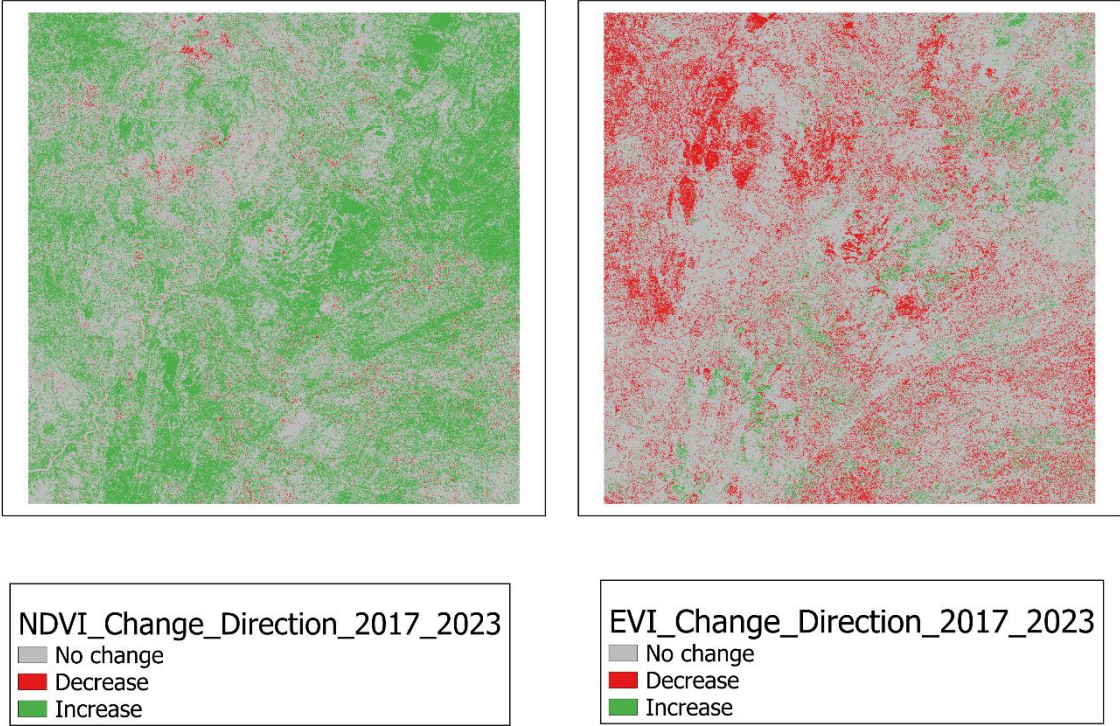 NDVI_Change_Direction_2017_2023
No change
Decrease
Increase
EVI_Change_Direction_2017_2023
No change
Decrease
Increase